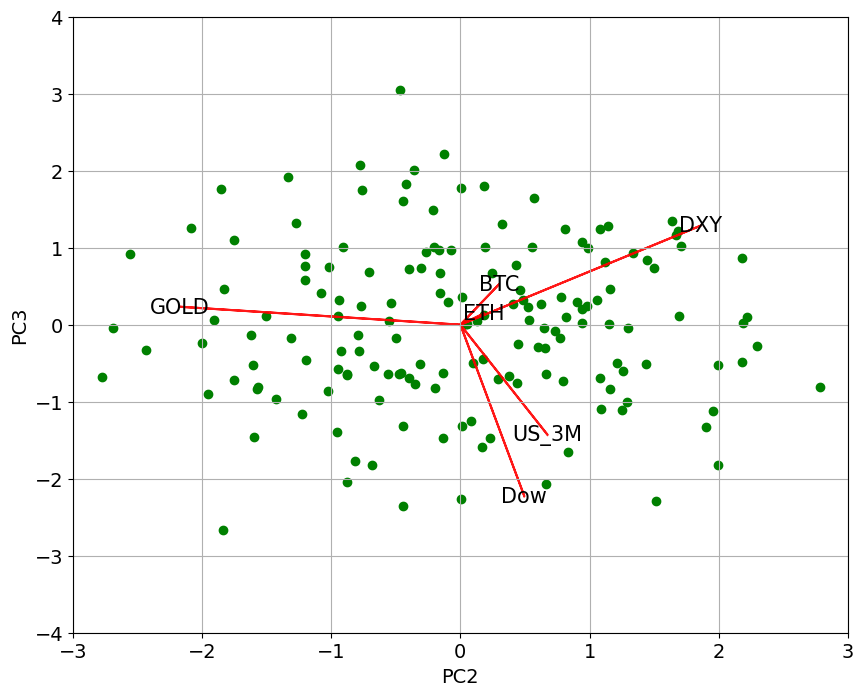 4
3
2
1
0
−1
−2
−3
−4
PC3
DXY
BTC
GOLD
ETH
US_3M
Dow
−3 −2 −1 0 1 2 3
PC2